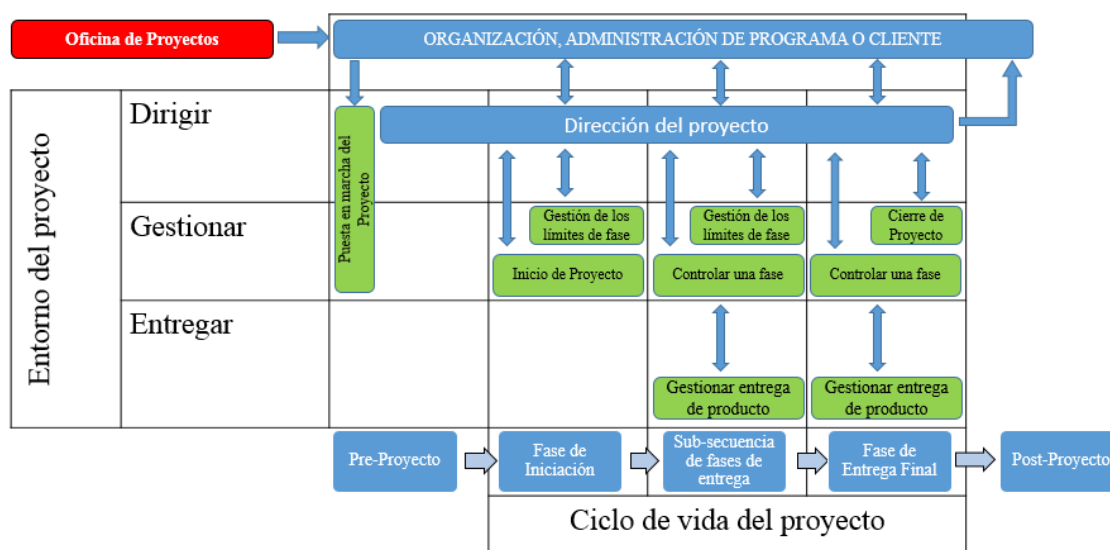 Oficina de Proyectos
ORGANIZACIÓN, ADMINISTRACIÓN DE PROGRAMA O CLIENTE
Entorno del proyecto
Dirigir
Dirección del proyecto
Puesta en marcha del
Proyecto
Gestionar
Gestión de los
límites de fase
Gestión de los
límites de fase
Cierre de
Proyecto
Inicio de Proyecto
Controlar una fase
Controlar una fase
Entregar
Gestionar entrega
de producto
Gestionar entrega
de producto
Pre-Proyecto
Fase de
Iniciación
Sub-secuencia
de fases de
entrega
Fase de
Entrega Final
Post-Proyecto
Ciclo de vida del proyecto